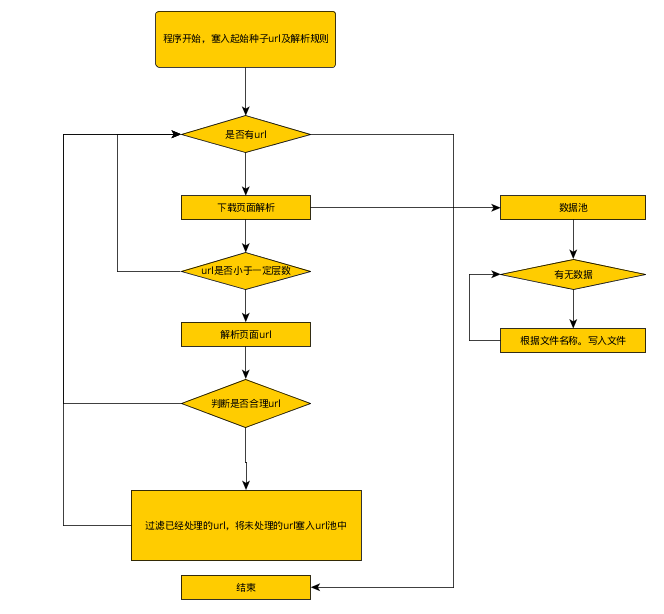 程序开始，塞入起始种子url及解析规则
是否有url
下载页面解析
数据池
url是否小于一定层数
有无数据
解析页面url
根据文件名称。写入文件
判断是否合理url
过滤已经处理的url，将未处理的url塞入url池中
结束